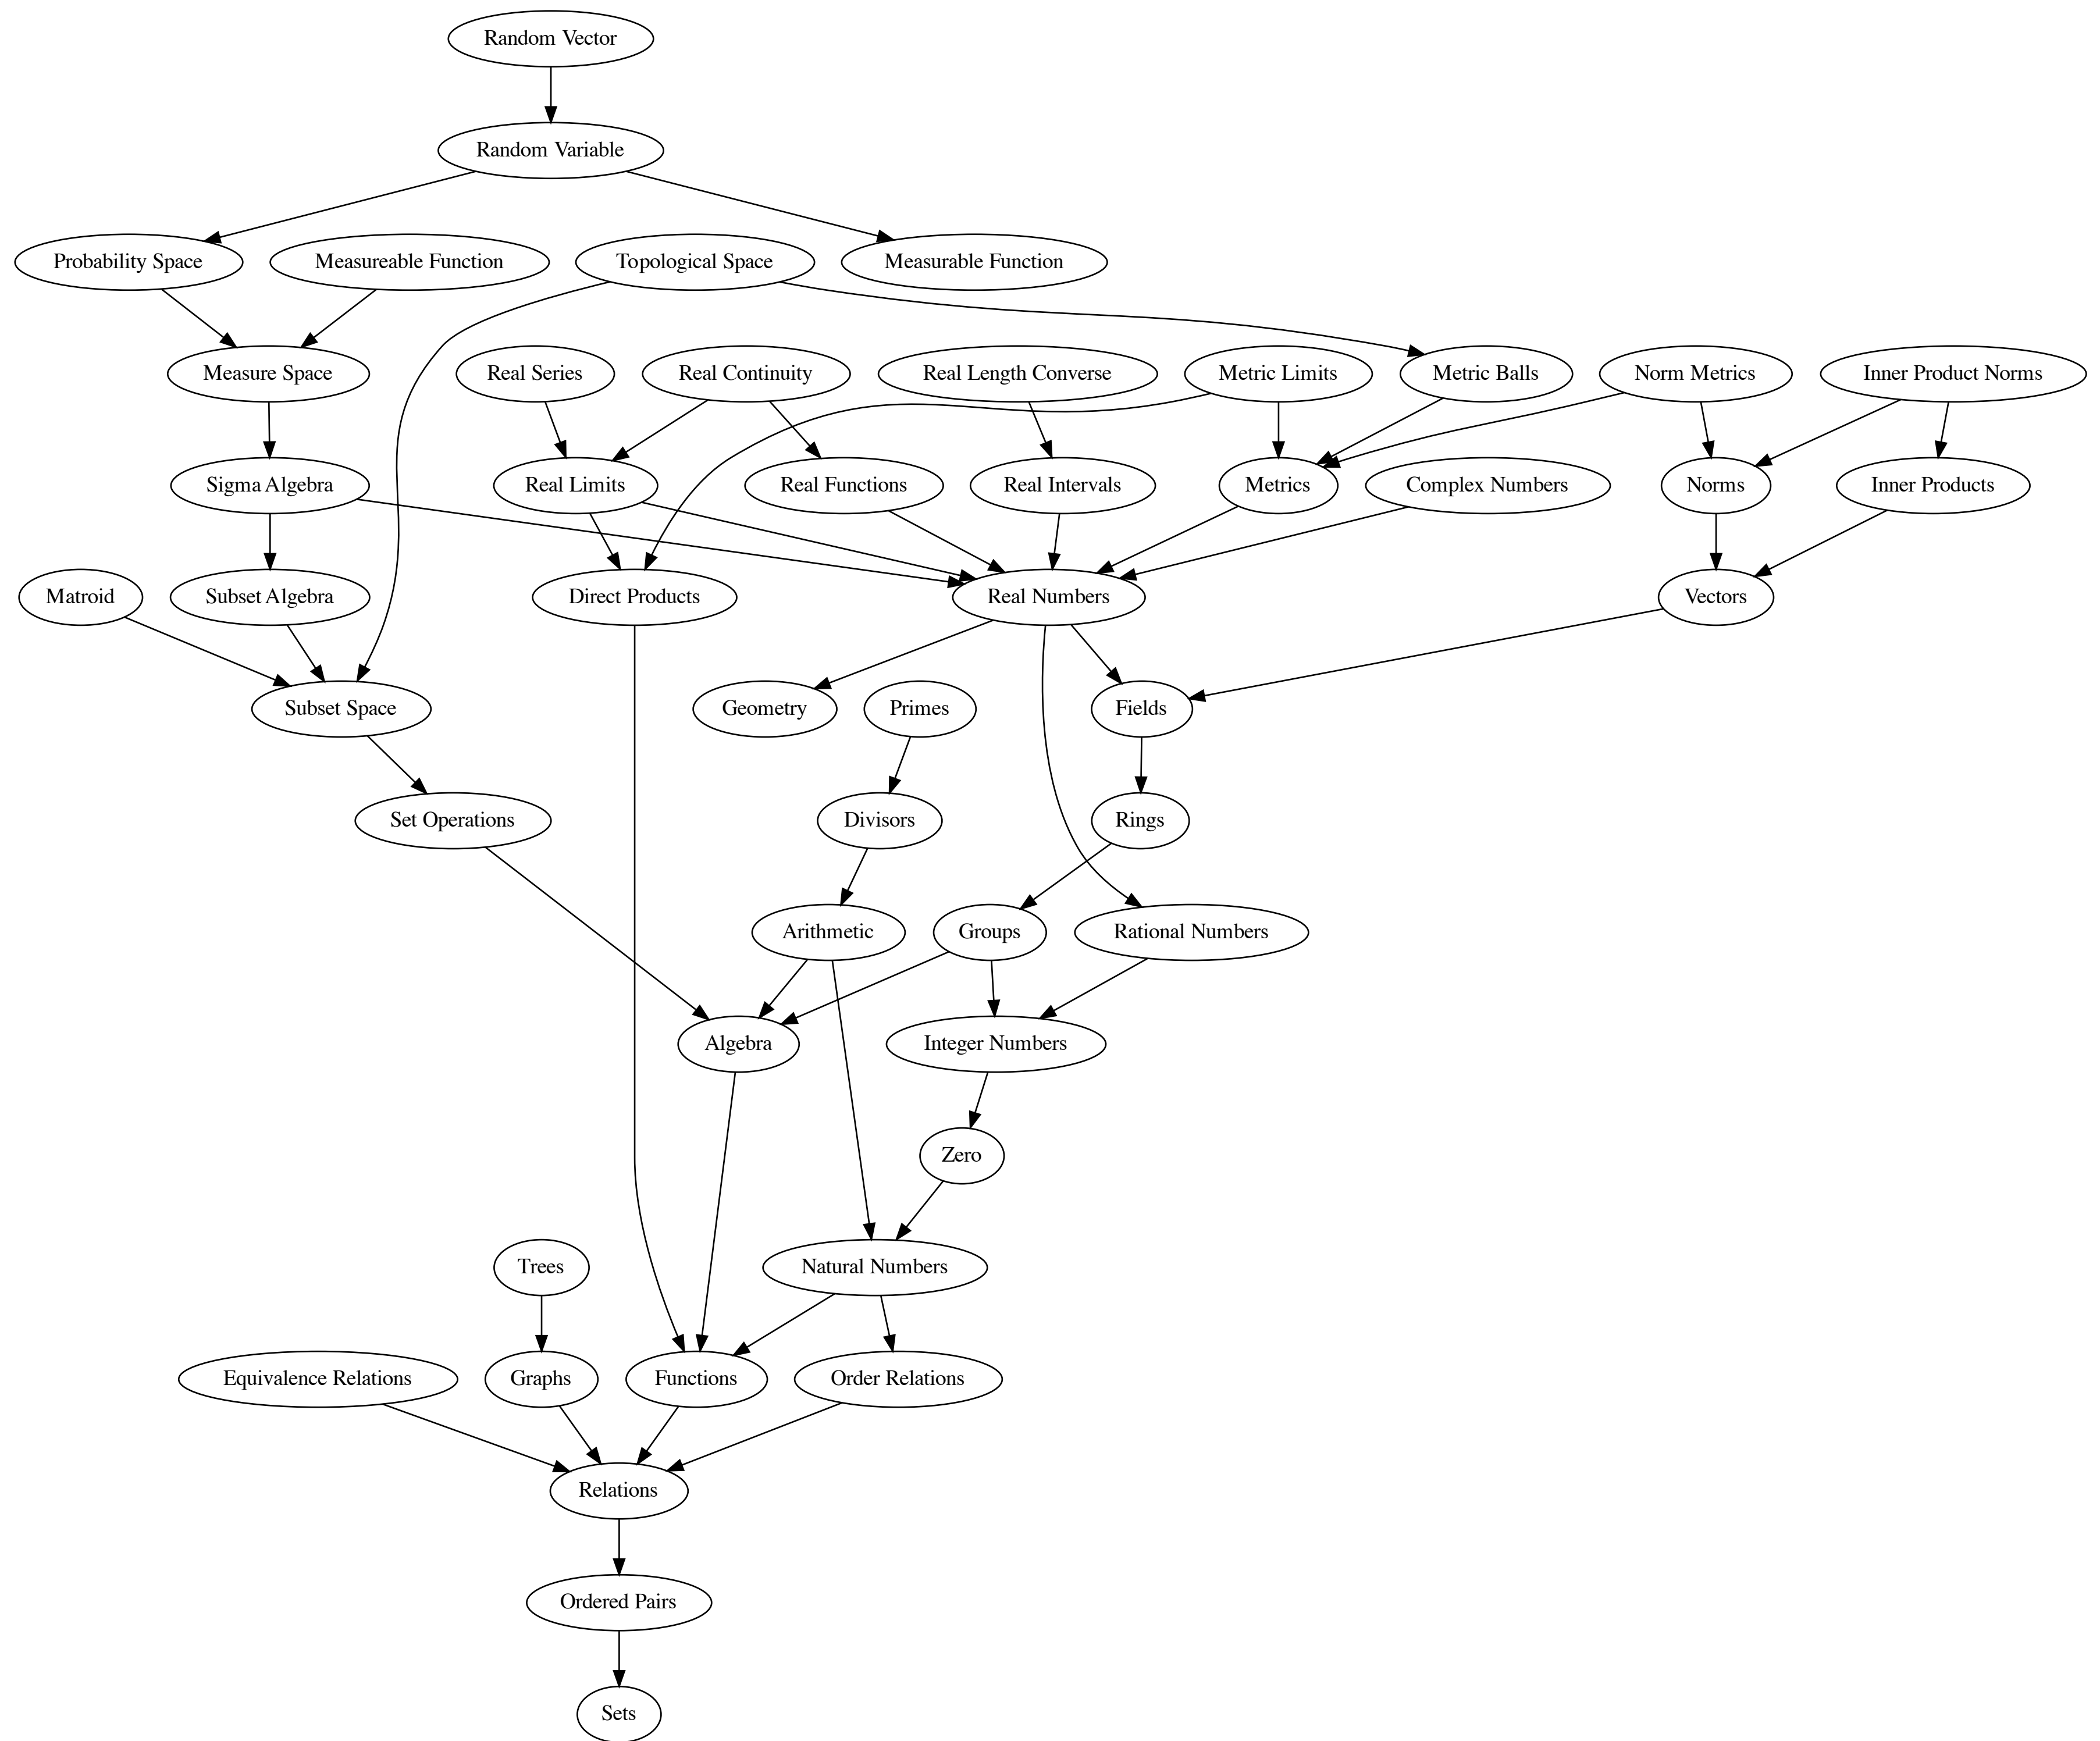 Random Vector
Random Variable
Probability Space
Measureable Function
Topological Space
Measurable Function
Measure Space
Real Series
Real Continuity
Real Length Converse
Metric Limits
Metric Balls
Norm Metrics
Inner Product Norms
Sigma Algebra
Real Limits
Real Functions
Real Intervals
Metrics
Complex Numbers
Norms
Inner Products
Matroid
Subset Algebra
Direct Products
Real Numbers
Vectors
Subset Space
Geometry
Primes
Fields
Set Operations
Divisors
Rings
Arithmetic
Groups
Rational Numbers
Algebra
Integer Numbers
Zero
Trees
Natural Numbers
Equivalence Relations
Graphs
Functions
Order Relations
Relations
Ordered Pairs
Sets